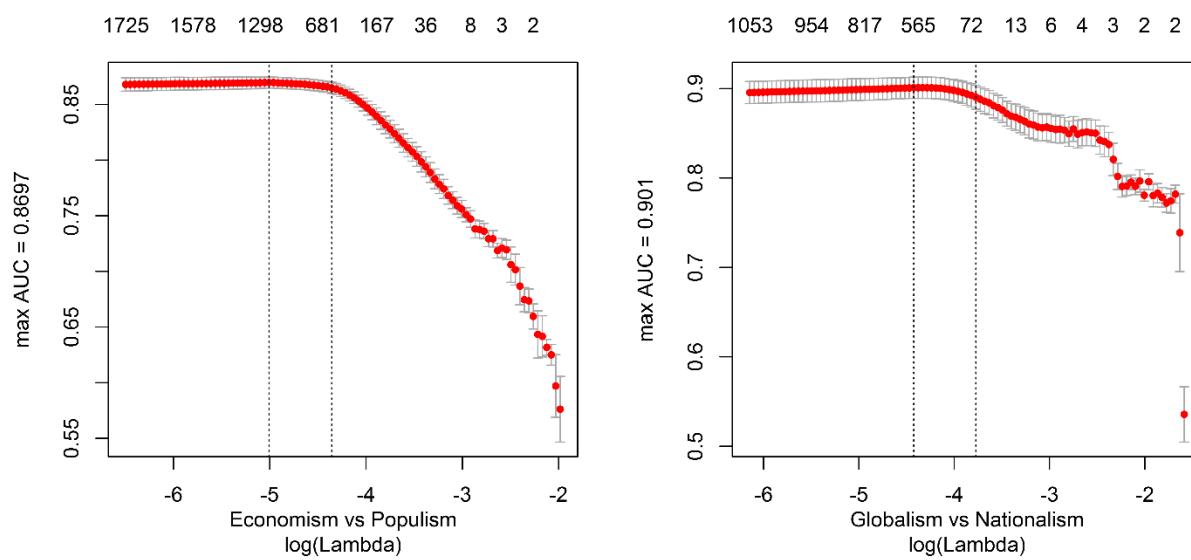 1725 1578 1298 681 167 36 8 3 2
max AUC = 0.8697
0.85
0.75
0.65
0.55
-6 -5 -4 -3 -2
Economism vs Populism
log(Lambda)
1053 954 817 565 72 13 6 4 3 2 2
max AUC = 0.901
0.9
0.8
0.7
0.6
0.5
-6 -5 -4 -3 -2
Globalism vs Nationalism
log(Lambda)